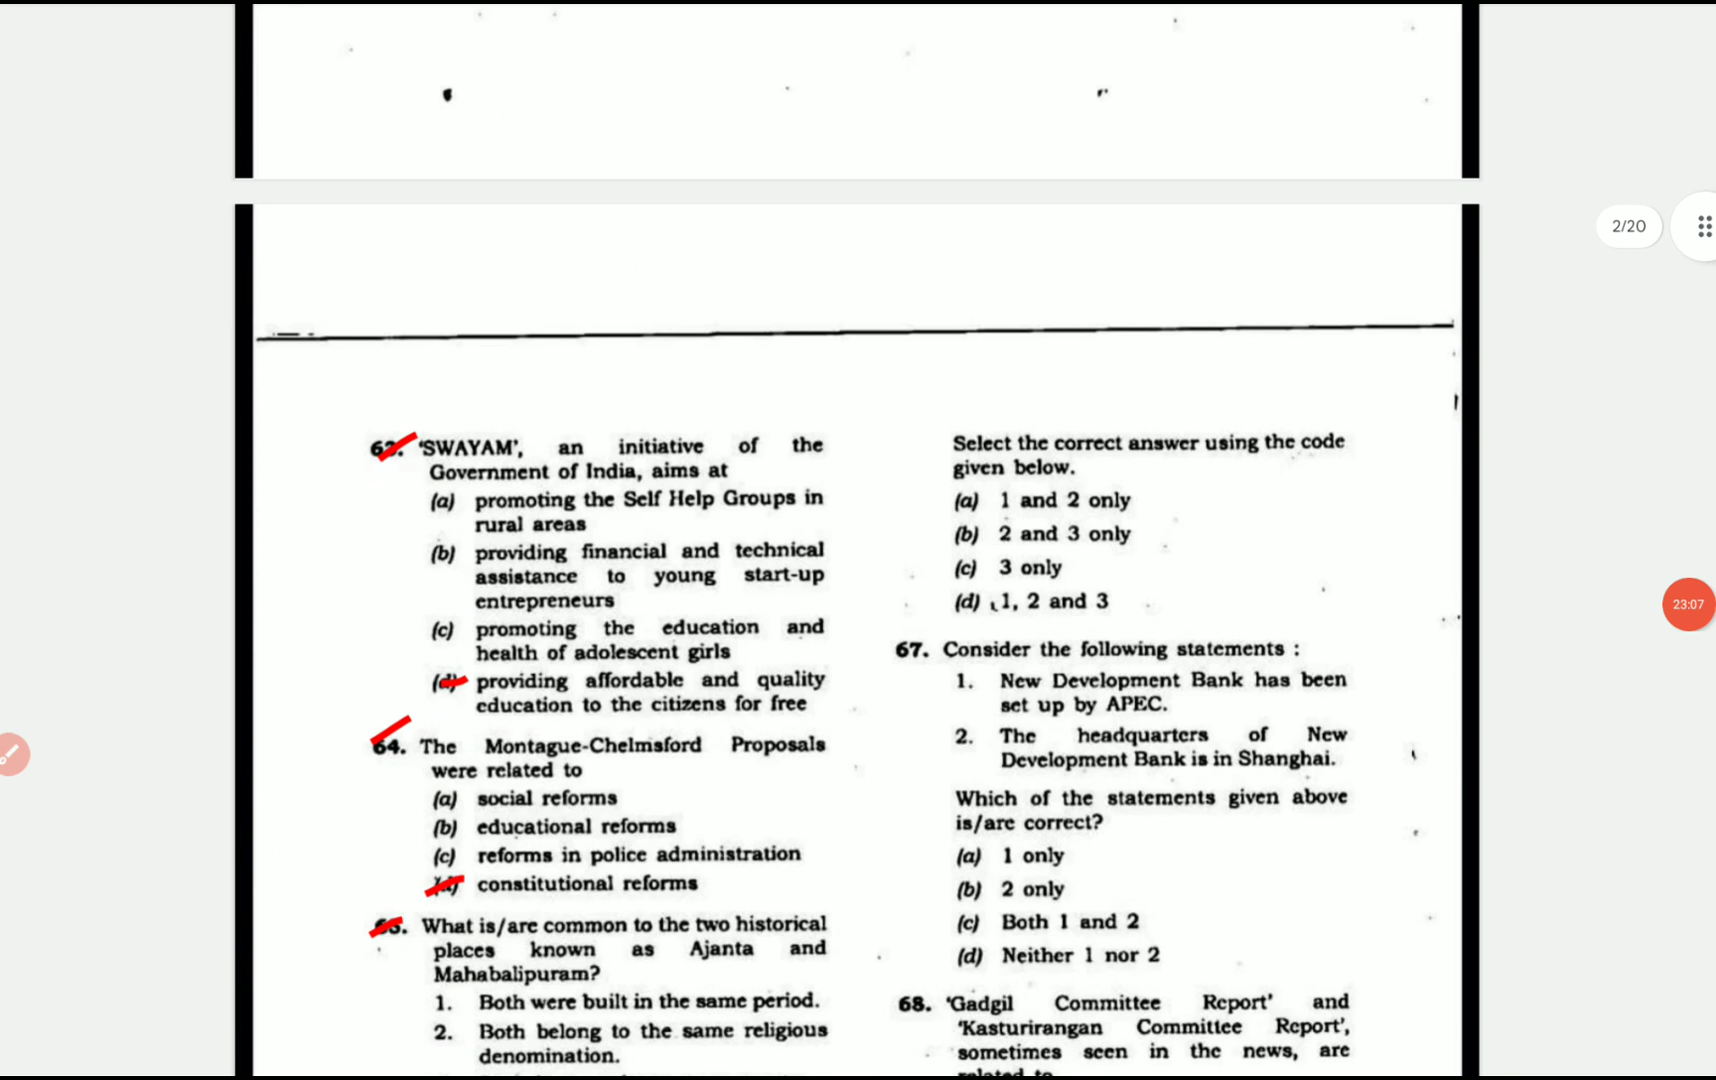 63. 'SWAYAM', an initiative of the
Government of India, aims at
(a) promoting the Self Help Groups in
rural areas
(b) providing financial and technical
assistance to young start-up
entrepreneurs
(c) promoting the education and
health of adolescent girls
(d) providing affordable and quality
education to the citizens for free
64. The Montague-Chelmsford Proposals
were related to
(a) social reforms
(b) educational reforms
(c) reforms in police administration
(d) constitutional reforms
65. What is/are common to the two historical
places known as Ajanta and
Mahabalipuram?
1. Both were built in the same period.
2. Both belong to the same religious
denomination.
Select the correct answer using the code
given below.
(a) 1 and 2 only
(b) 2 and 3 only
(c) 3 only
(d) 1, 2 and 3
67. Consider the following statements :
1. New Development Bank has been
set up by APEC.
2. The headquarters of New
Development Bank is in Shanghai.
Which of the statements given above
is/are correct?
(a) 1 only
(b) 2 only
(c) Both 1 and 2
(d) Neither 1 nor 2
68. 'Gadgil Committee Report' and
'Kasturirangan Committee Report',
sometimes seen in the news, are
related to
2/20
23:07